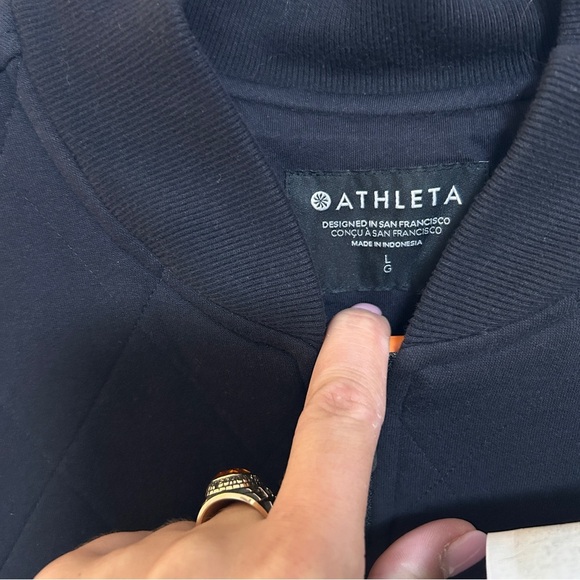 ATHLETA
DESIGNED IN SAN FRANCISCO
CONÇU À SAN FRANCISCO
MADE IN INDONESIA
L
G